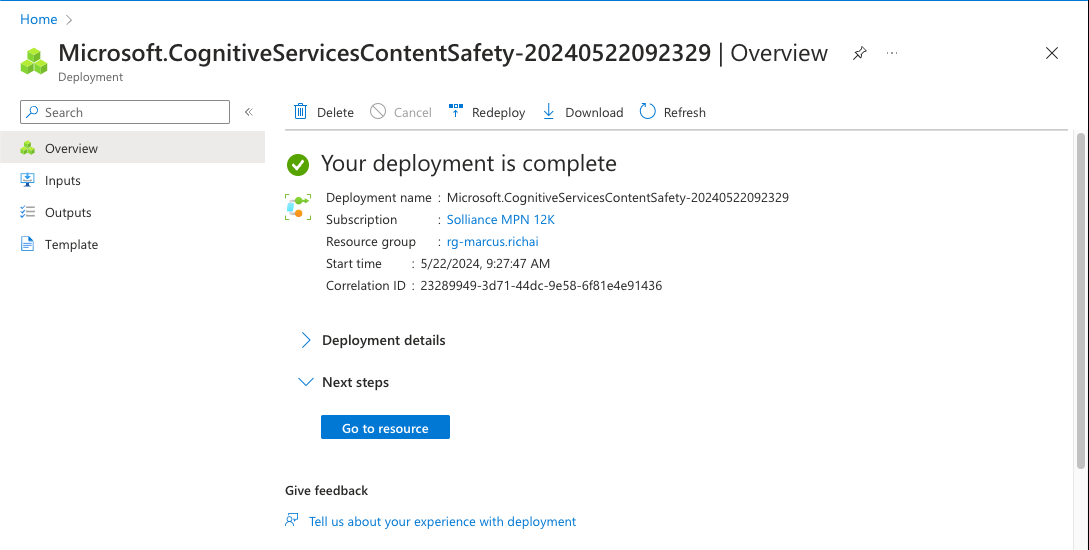 Home
Microsoft.CognitiveServicesContentSafety-20240522092329 | Overview
Deployment
Search
Delete Cancel Redeploy Download Refresh
Overview
Inputs
Outputs
Template
Your deployment is complete
Deployment name : Microsoft.CognitiveServicesContentSafety-20240522092329
Subscription : Solliance MPN 12K
Resource group : rg-marcus.richai
Start time : 5/22/2024, 9:27:47 AM
Correlation ID : 23289949-3d71-44dc-9e58-6f81e4e91436
Deployment details
Next steps
Go to resource
Give feedback
Tell us about your experience with deployment